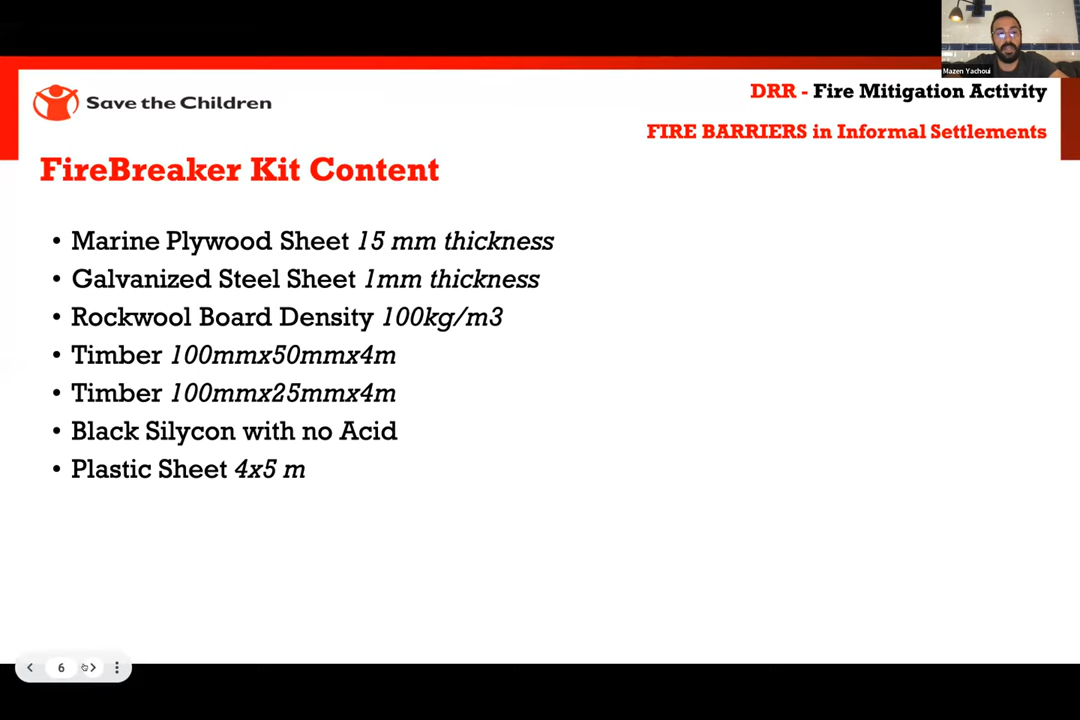 Mazen Yachoui
Save the Children
DRR - Fire Mitigation Activity
FIRE BARRIERS in Informal Settlements
FireBreaker Kit Content
• Marine Plywood Sheet 15 mm thickness
• Galvanized Steel Sheet 1mm thickness
• Rockwool Board Density 100kg/m3
• Timber 100mmx50mmx4m
• Timber 100mmx25mmx4m
• Black Silycon with no Acid
• Plastic Sheet 4x5 m
6